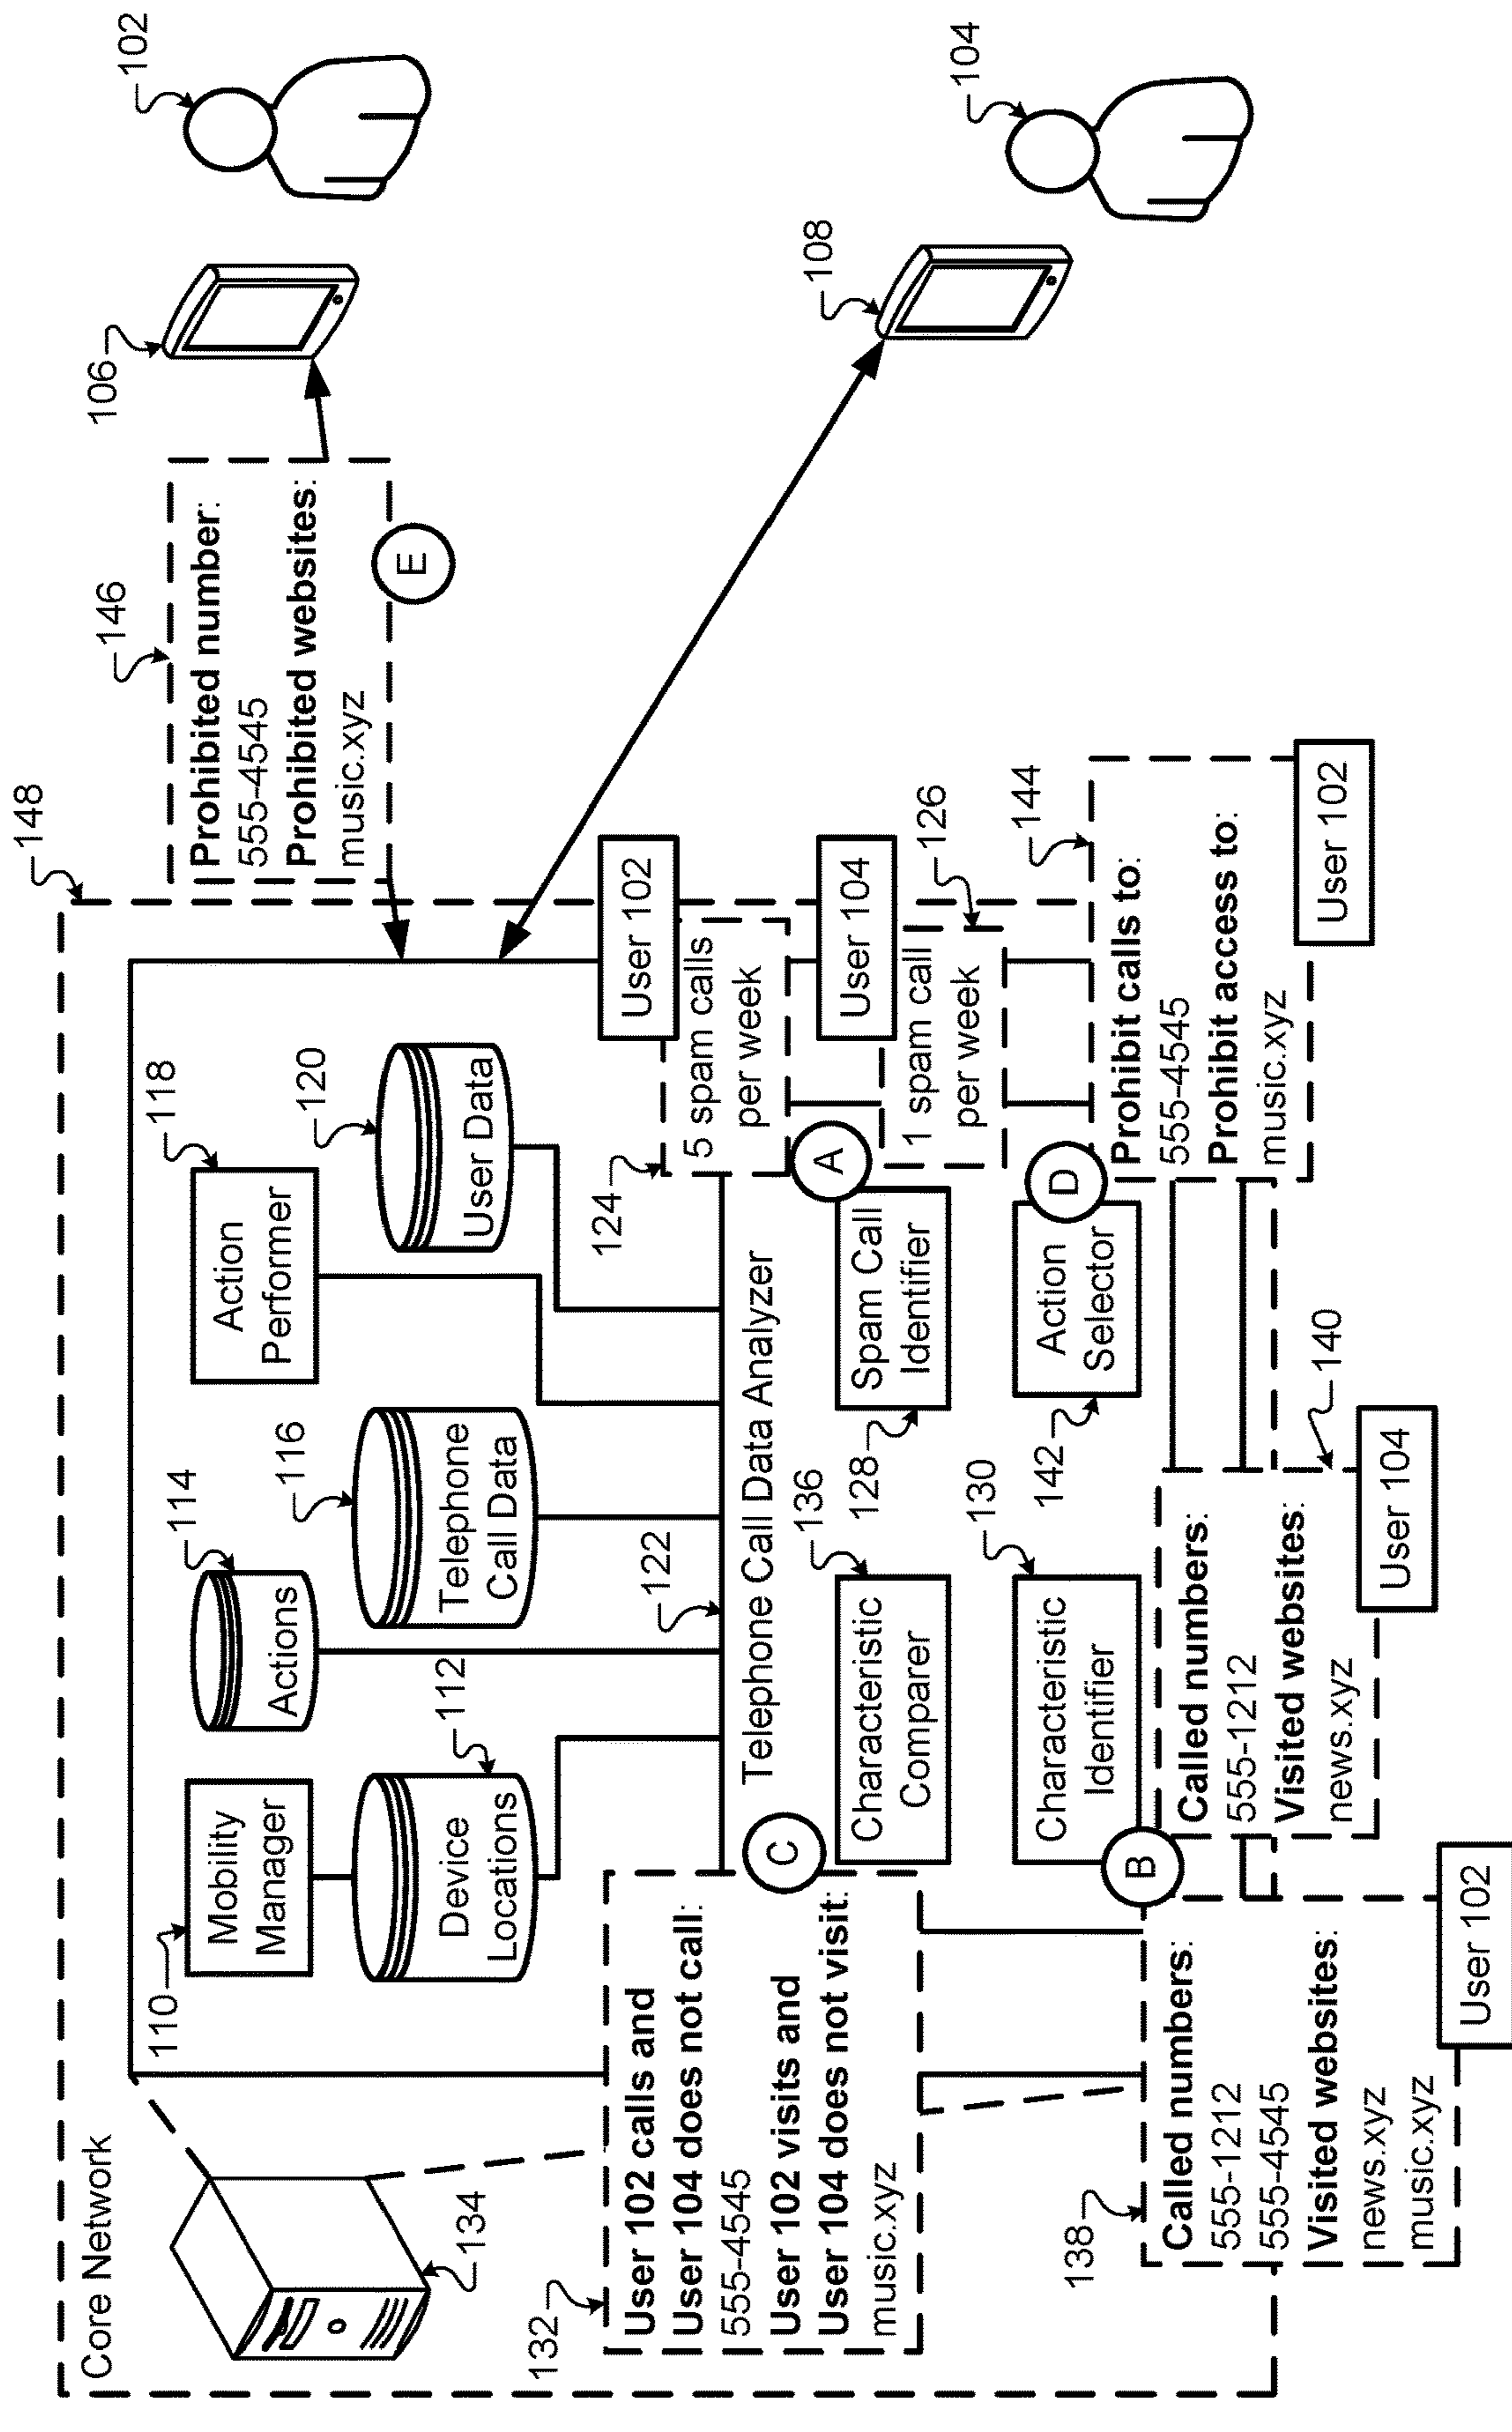 Core Network
148
134
110
Mobility
Manager
Device
Locations
112
Actions
114
Telephone
Call Data
116
Action
Performer
118
User Data
120
122
Telephone Call Data Analyzer
146
Prohibited number:
555-4545
Prohibited websites:
music.xyz
E
106
102
108
104
132
User 102 calls and
User 104 does not call:
555-4545
User 102 visits and
User 104 does not visit:
music.xyz
C
Characteristic
Comparer
136
Spam Call
Identifier
128
A
124
User 102
5 spam calls
per week
User 104
1 spam call
per week
126
Characteristic
Identifier
130
B
Action
Selector
142
D
144
Prohibit calls to:
555-4545
Prohibit access to:
music.xyz
User 102
138
Called numbers:
555-1212
555-4545
Visited websites:
news.xyz
music.xyz
User 102
140
Called numbers:
555-1212
Visited websites:
news.xyz
User 104